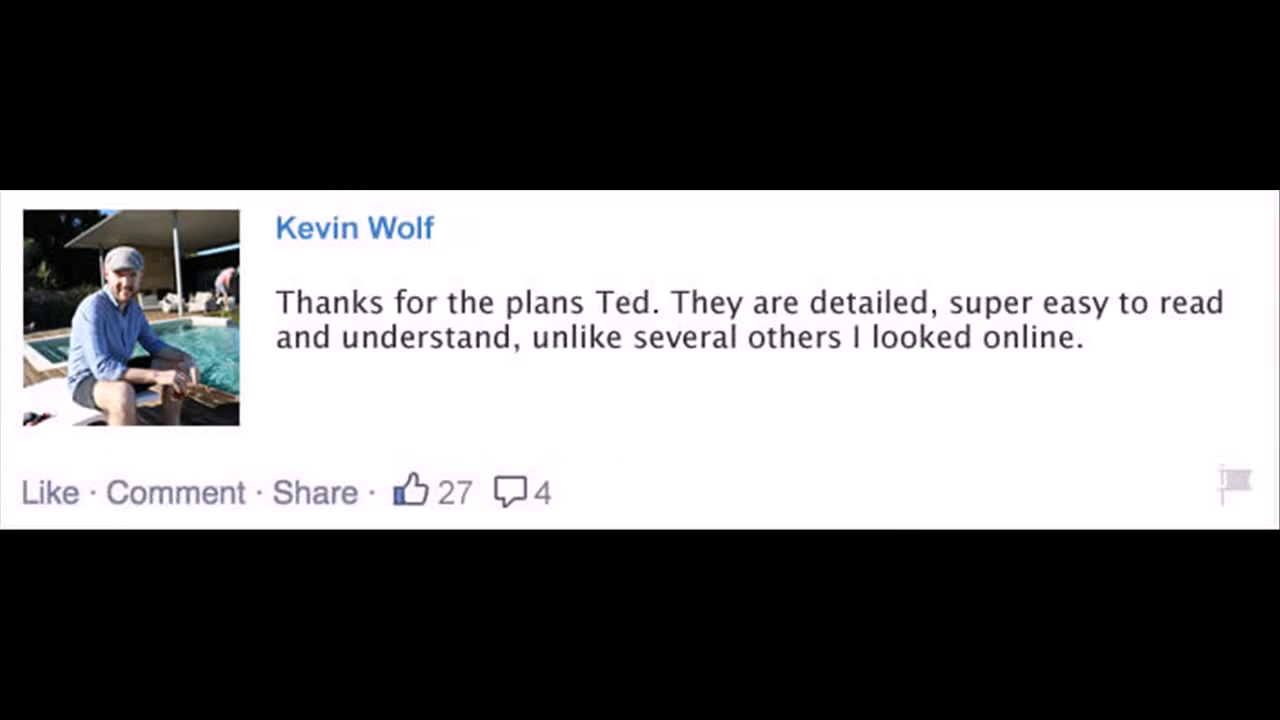 Kevin Wolf
Thanks for the plans Ted. They are detailed, super easy to read
and understand, unlike several others I looked online.
Like · Comment · Share · 27 4